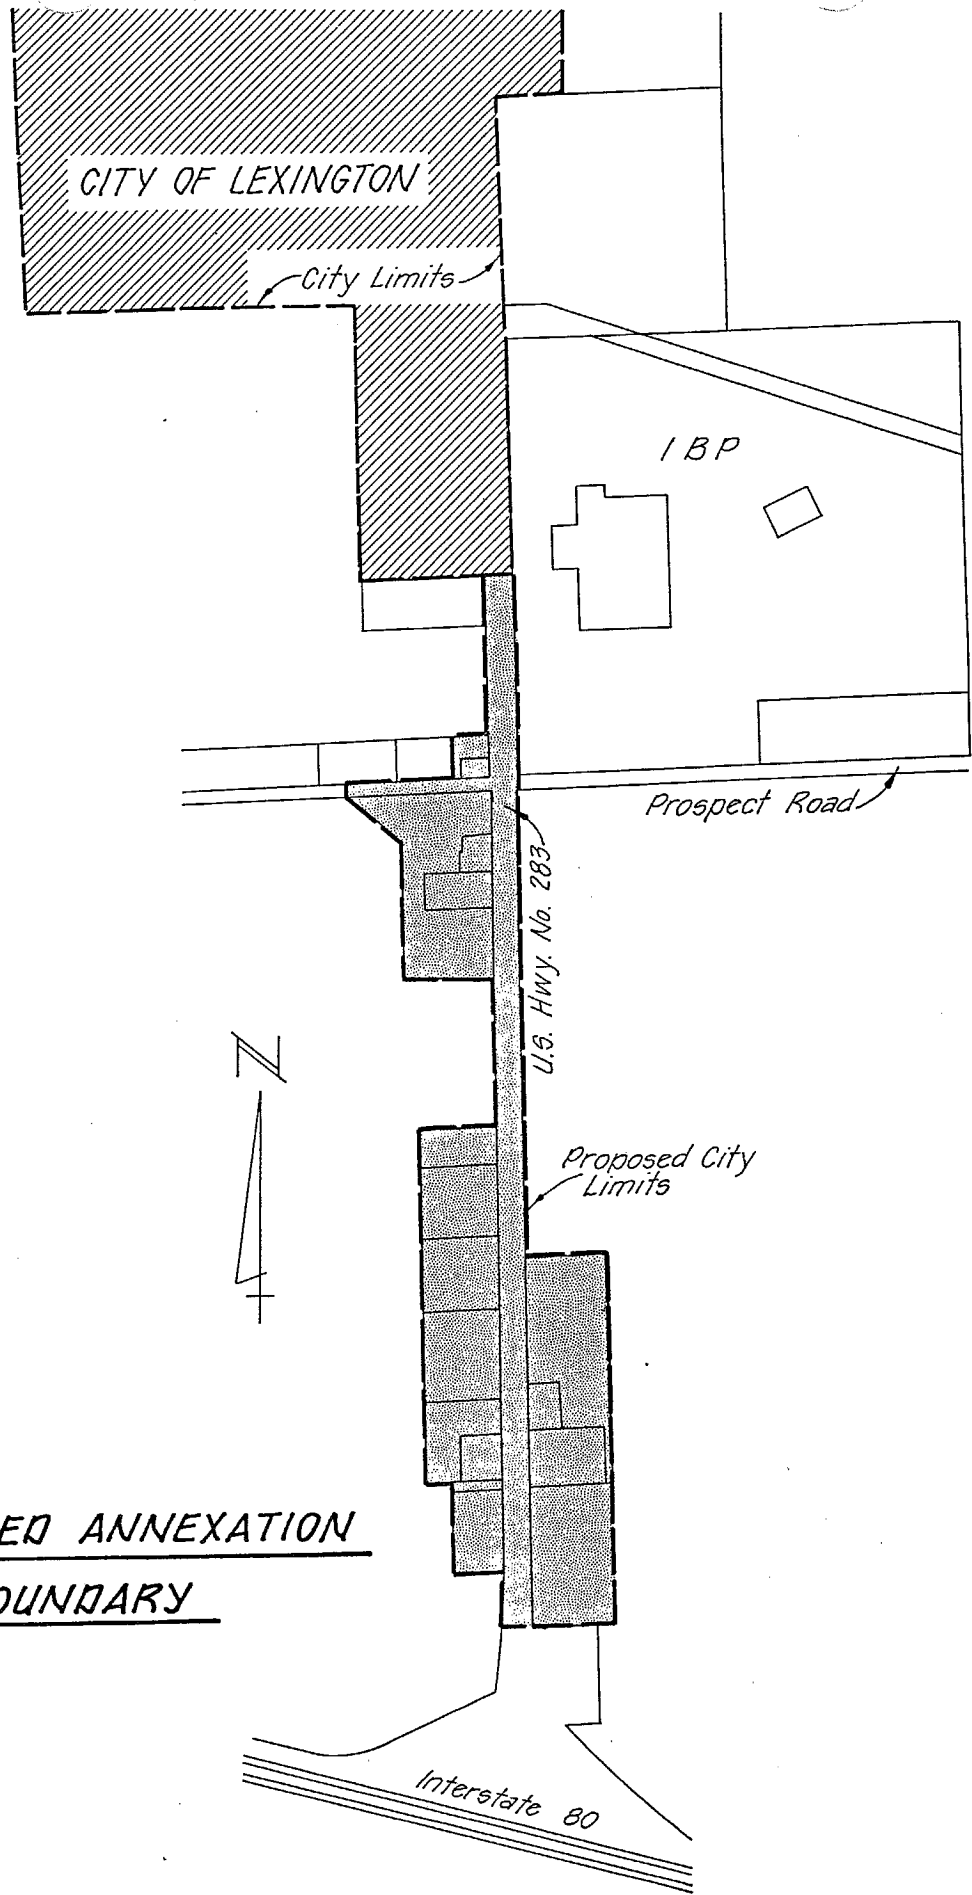 CITY OF LEXINGTON
City Limits
IBP
Prospect Road
U.S. Hwy. No. 283
N
Proposed City
Limits
ED ANNEXATION
OUNDARY
Interstate 80